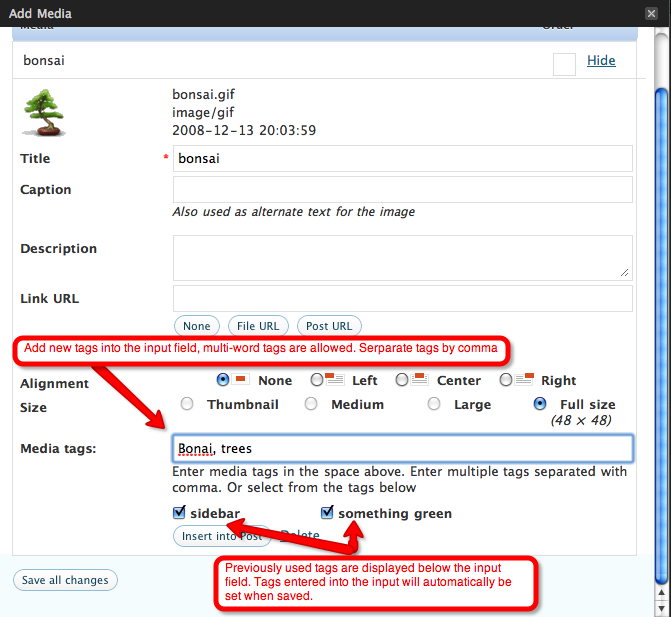 Add Media
Media Order
bonsai Hide
bonsai.gif
image/gif
2008-12-13 20:03:59
Title * bonsai
Caption
Also used as alternate text for the image
Description
Link URL
None File URL Post URL
Add new tags into the input field, multi-word tags are allowed. Serparate tags by comma
Alignment None Left Center Right
Size Thumbnail Medium Large Full size
(48 × 48)
Media tags: Bonai, trees
Enter media tags in the space above. Enter multiple tags separated with
comma. Or select from the tags below
sidebar something green
Insert into Post Delete
Previously used tags are displayed below the input
field. Tags entered into the input will automatically be
set when saved.
Save all changes